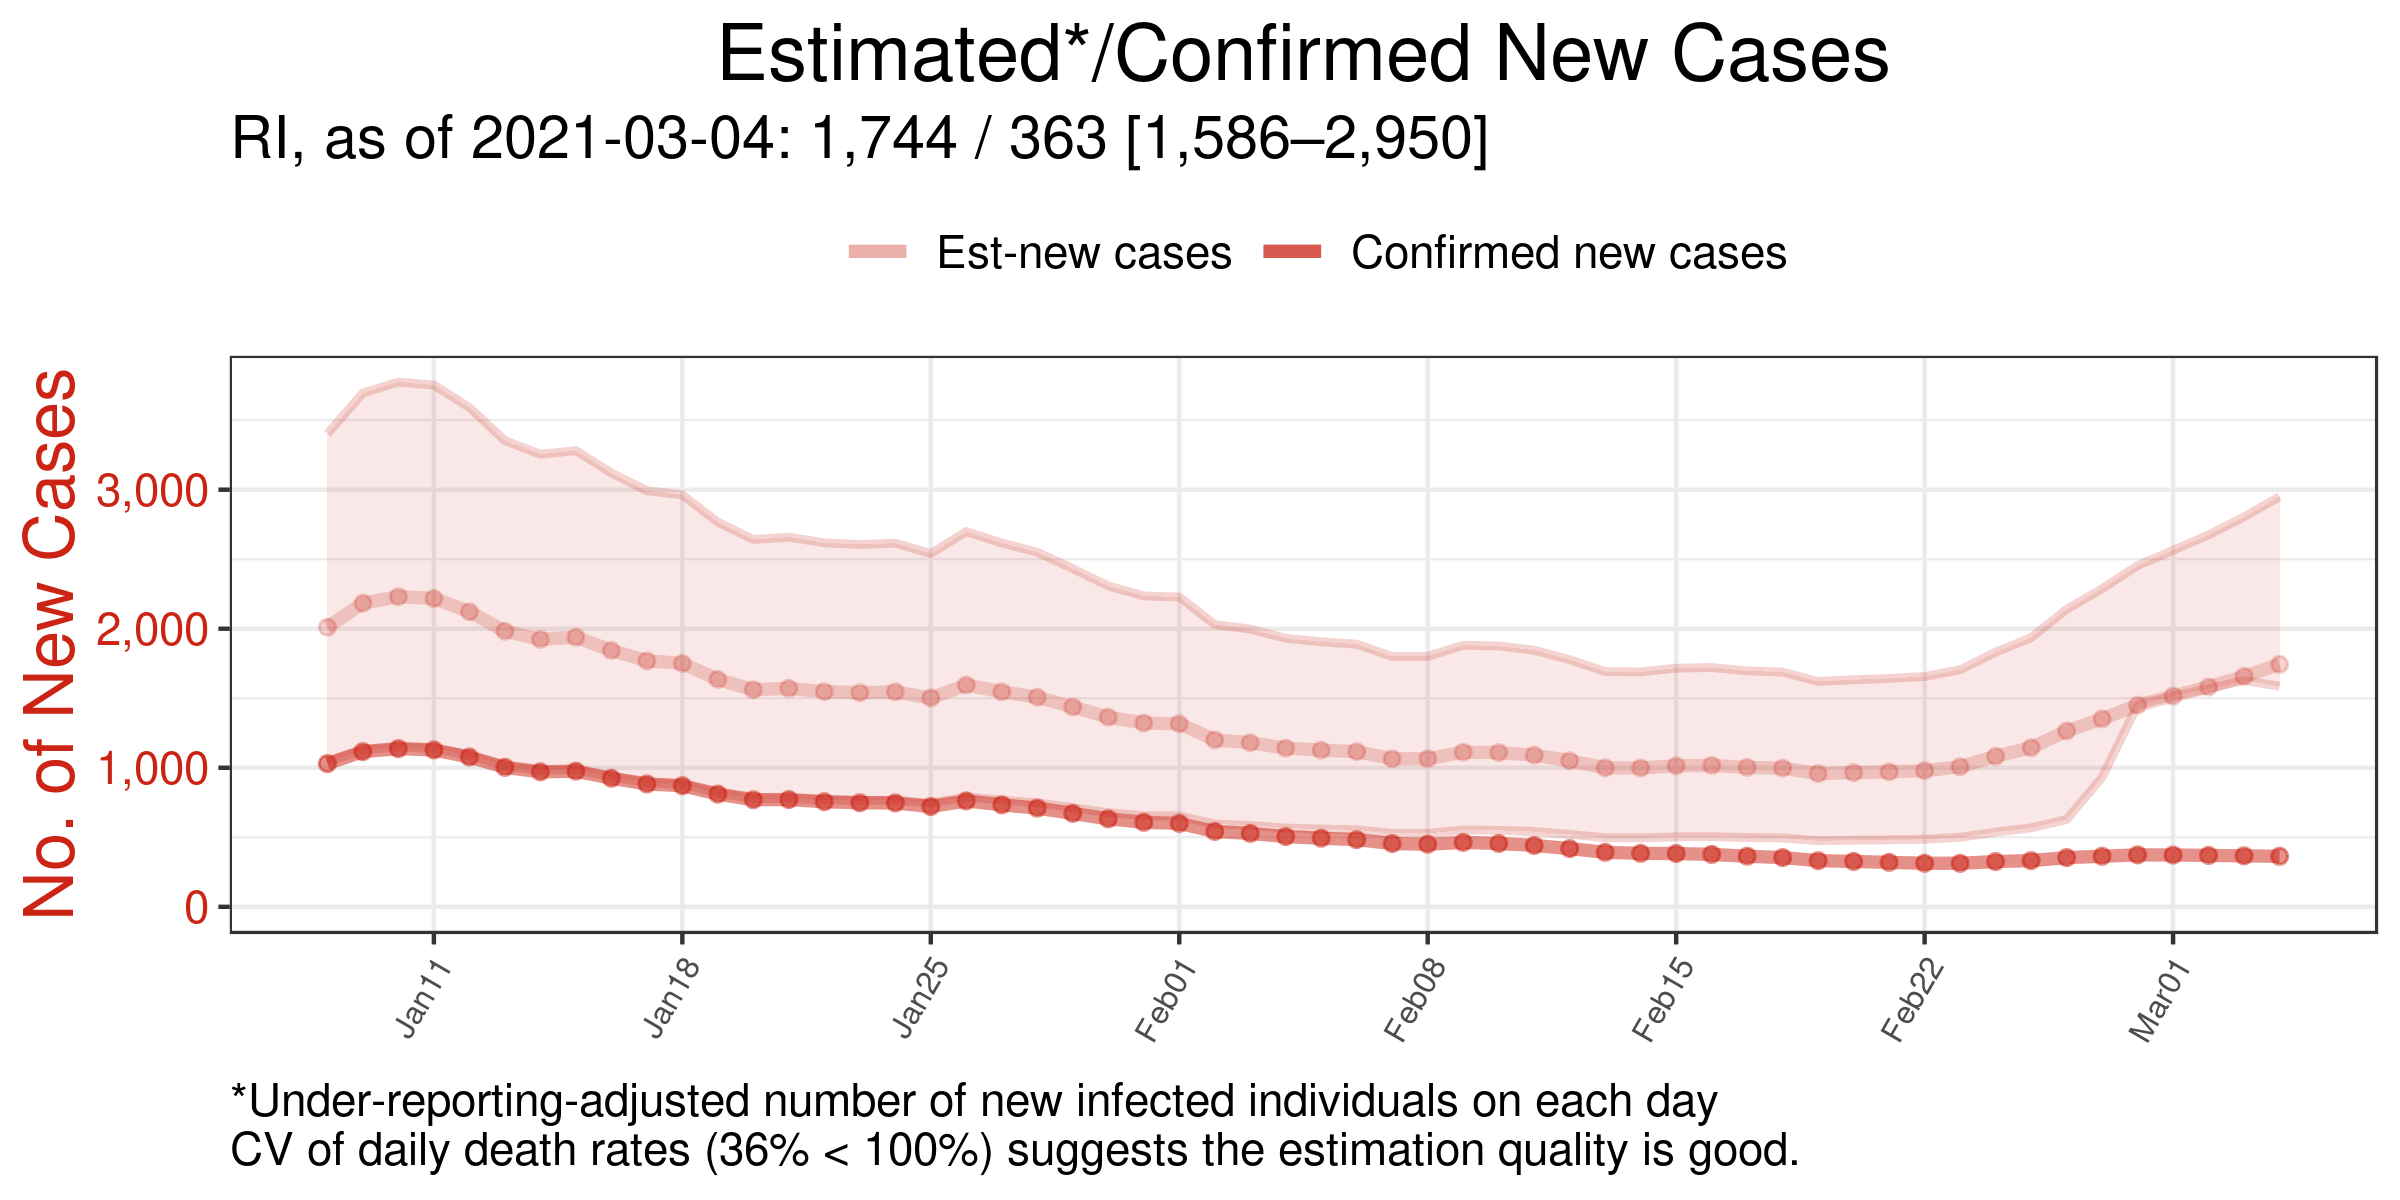 Estimated*/Confirmed New Cases
RI, as of 2021-03-04: 1,744 / 363 [1,586–2,950]
Est-new cases
Confirmed new cases
No. of New Cases
3,000
2,000
1,000
0
Jan11
Jan18
Jan25
Feb01
Feb08
Feb15
Feb22
Mar01
*Under-reporting-adjusted number of new infected individuals on each day
CV of daily death rates (36% < 100%) suggests the estimation quality is good.